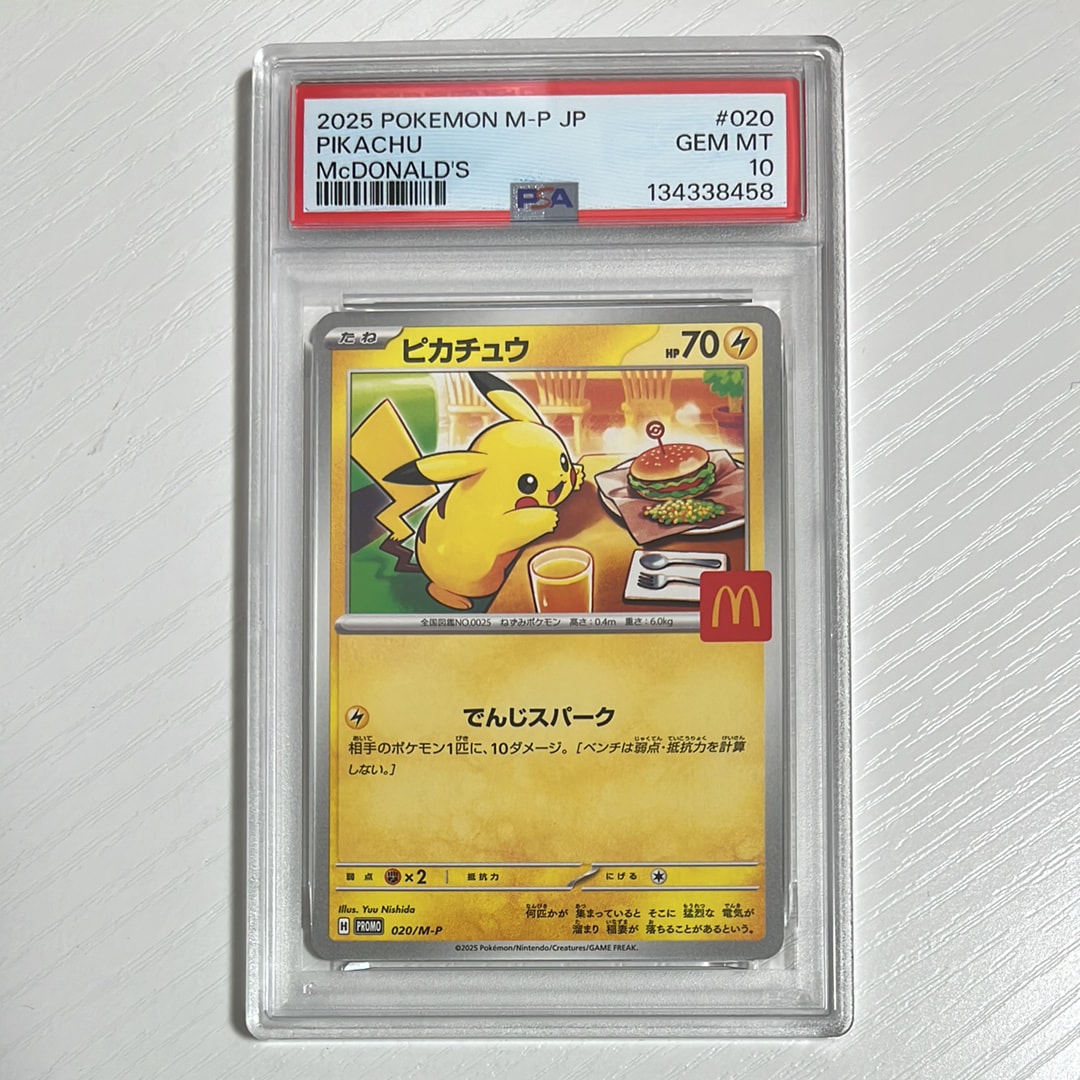 2025 POKEMON M-P JP #020
PIKACHU GEM MT
McDONALD'S 10
134338458
PSA
たね ピカチュウ HP70
全国図鑑NO.0025 ねずみポケモン 高さ：0.4m 重さ：6.0kg
でんじスパーク
相手のポケモン1匹に、10ダメージ。［ベンチは弱点・抵抗力を計算
しない。］
弱点 ×2 抵抗力 にげる
Illus. Yuu Nishida
何匹かが 集まっていると そこに 猛烈な 電気が
溜まり 稲妻が 落ちることがあるという。
H PROMO 020/M-P
©2025 Pokémon/Nintendo/Creatures/GAME FREAK.